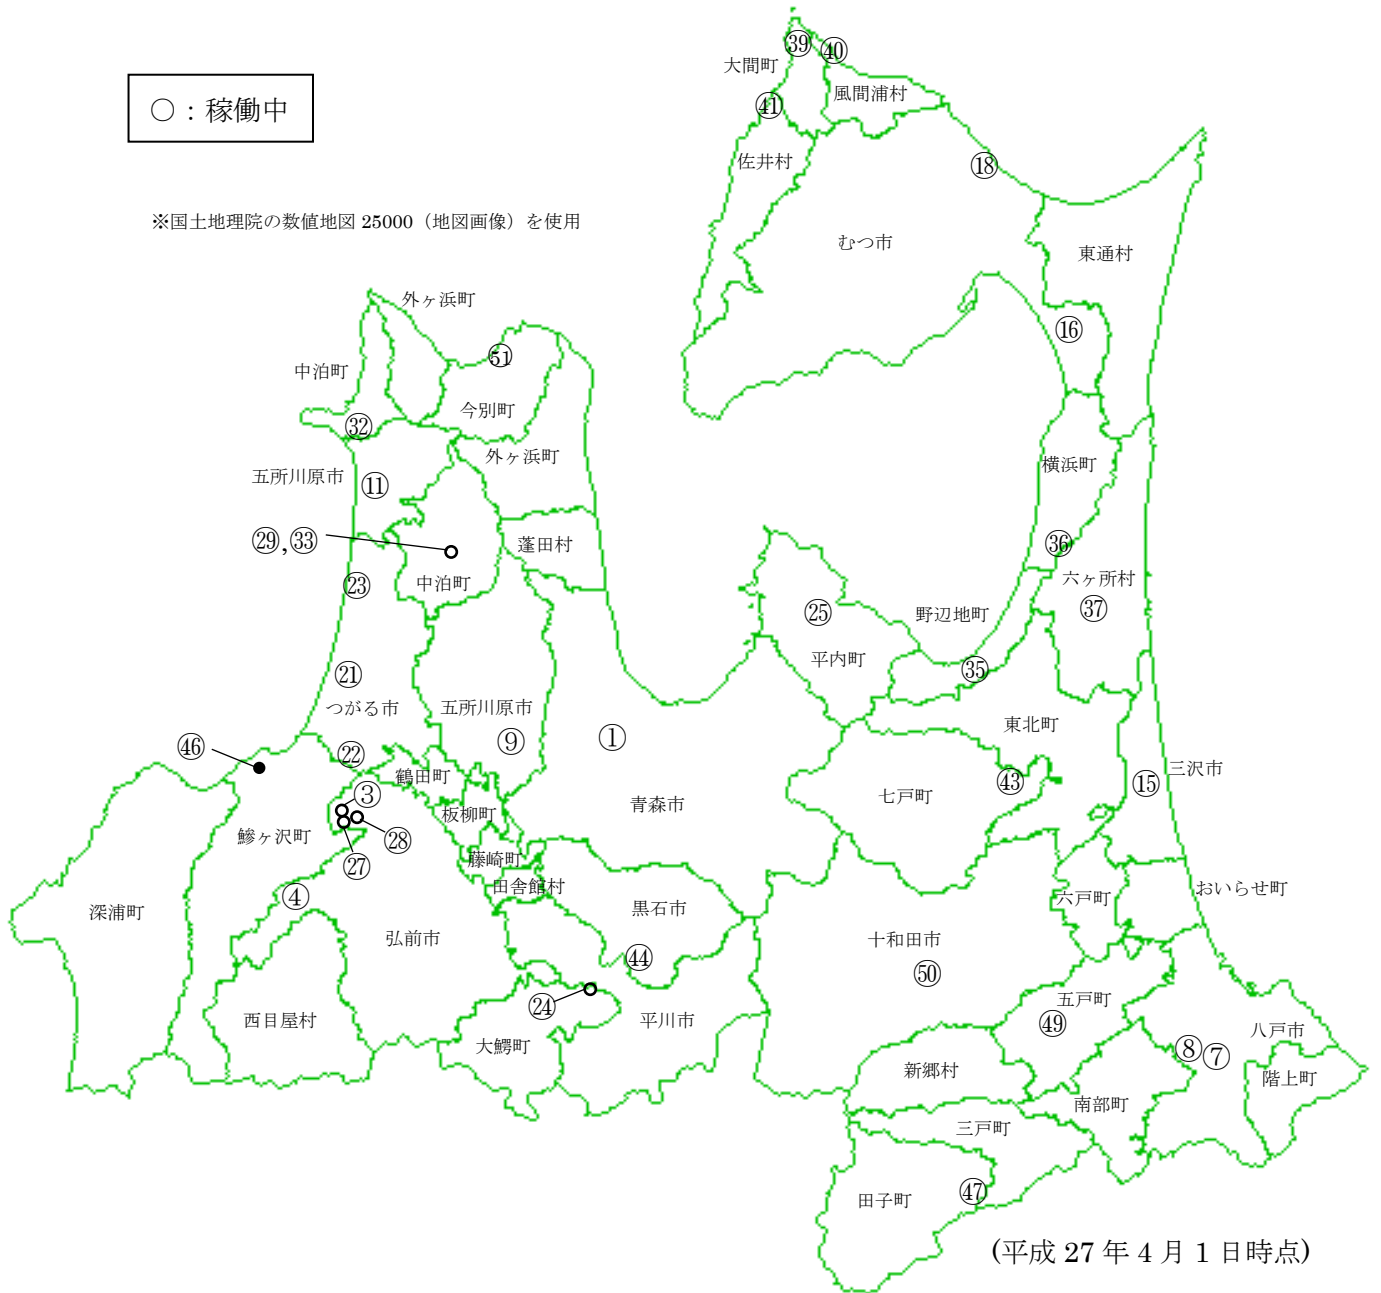 ○：稼働中
※国土地理院の数値地図 25000（地図画像）を使用
㊴
㊵
大間町
風間浦村
㊶
佐井村
⑱
むつ市
東通村
外ヶ浜町
⑯
51
中泊町
今別町
㉜
外ヶ浜町
横浜町
五所川原市
⑪
㉙,㉝
蓬田村
㊱
中泊町
六ヶ所村
㉓
㉕
㊲
野辺地町
平内町
㉟
㉑
つがる市
五所川原市
東北町
⑨
①
㊻
㉒
鶴田町
㊸
⑮
三沢市
七戸町
③
青森市
板柳町
鰺ヶ沢町
㉘
㉗
藤崎町
田舎館村
おいらせ町
④
六戸町
深浦町
黒石市
弘前市
十和田市
㊹
㊿
五戸町
㉔
西目屋村
平川市
㊾
八戸市
大鰐町
⑧
⑦
新郷村
階上町
南部町
三戸町
田子町
㊼
(平成 27 年 4 月 1 日時点)